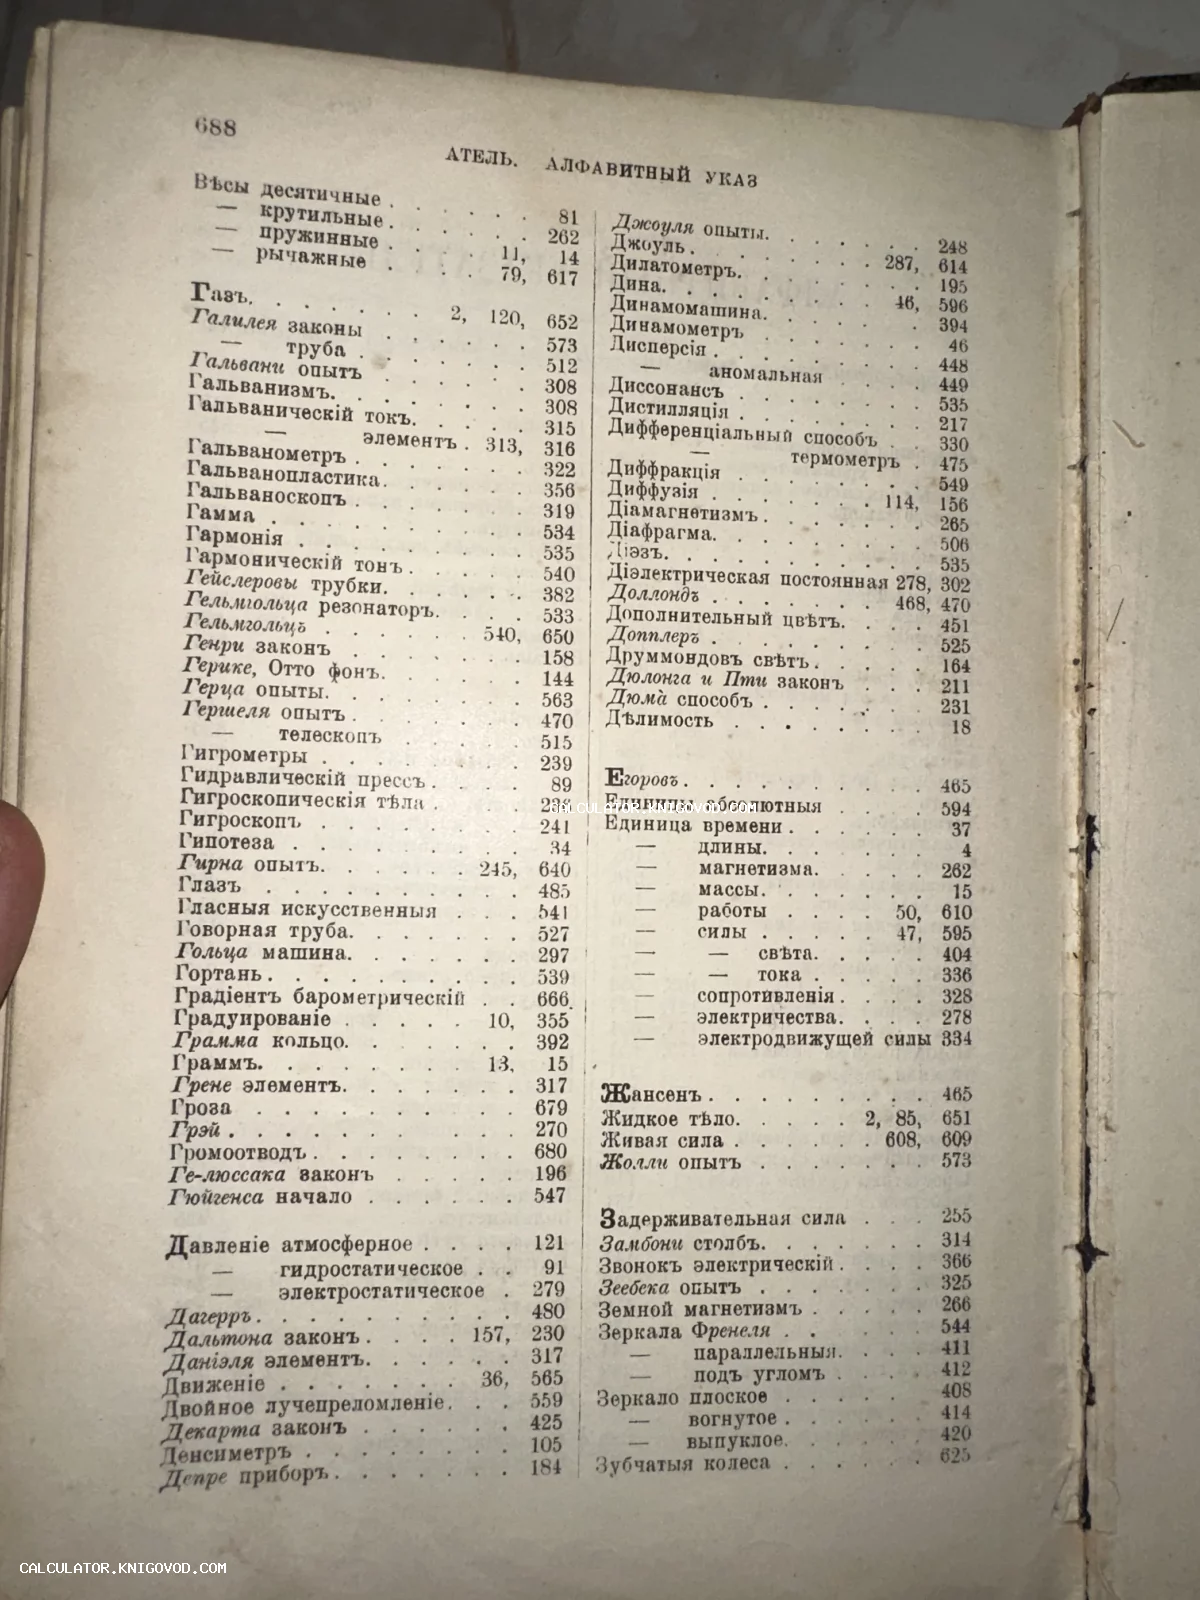 688
АТЕЛЬ. АЛФАВИТНЫЙ УКАЗ
Вѣсы десятичные . . . . . . 81
— крутильные . . . . . . 262
— пружинные . . . 11, 14
— рычажные . . . 79, 617
Газъ. . . . . . . 2, 120, 652
Галилея законы . . . . . . 573
— труба . . . . . . 512
Гальвани опытъ . . . . . . 308
Гальванизмъ. . . . . . . 308
Гальваническій токъ. . . . . 315
— элементъ . 313, 316
Гальванометръ . . . . . . 322
Гальванопластика. . . . . . 356
Гальваноскопъ . . . . . . 319
Гамма . . . . . . . . 534
Гармонія . . . . . . . 535
Гармоническій тонъ . . . . . 540
Гейслеровы трубки. . . . . 382
Гельмгольца резонаторъ. . . . 533
Гельмгольцъ . . . . . 540, 650
Генри законъ . . . . . . 158
Герике, Отто фонъ. . . . . 144
Герца опыты. . . . . . . 563
Гершеля опытъ . . . . . . 470
— телескопъ . . . . . 515
Гигрометры . . . . . . . 239
Гидравлическій прессъ . . . . 89
Гигроскопическія тѣла . . . .
Гигроскопъ . . . . . . . 241
Гипотеза . . . . . . . . 34
Гирна опытъ. . . . . . 245, 640
Глазъ . . . . . . . . 485
Гласныя искусственныя . . . 541
Говорная труба. . . . . . 527
Гольца машина. . . . . . 297
Гортань . . . . . . . . 539
Градіентъ барометрическій . . 666
Градуированіе . . . . . 10, 355
Грамма кольцо. . . . . . 392
Граммъ. . . . . . . . 13, 15
Грене элементъ. . . . . . 317
Гроза . . . . . . . . 679
Грэй . . . . . . . . 270
Громоотводъ . . . . . . . 680
Ге-люссака законъ . . . . . 196
Гюйгенса начало . . . . . 547
Давленіе атмосферное . . . . 121
— гидростатическое . . 91
— электростатическое . 279
Дагерръ. . . . . . . . 480
Дальтона законъ . . . . 157, 230
Даніэля элементъ. . . . . . 317
Движеніе . . . . . . . 36, 565
Двойное лучепреломленіе. . . 559
Декарта законъ . . . . . . 425
Денсиметръ . . . . . . . 105
Депре приборъ . . . . . . 184
Джоуля опыты. . . . . . . 248
Джоуль . . . . . . . 287, 614
Дилатометръ. . . . . . . 195
Дина. . . . . . . . 46, 596
Динамомашина. . . . . . . 394
Динамометръ . . . . . . . 46
Дисперсія . . . . . . . . 448
— аномальная . . . . 449
Диссонансъ . . . . . . . 535
Дистилляція . . . . . . . 217
Дифференціальный способъ . . 330
— термометръ . 475
Диффракція . . . . . . . 549
Диффузія . . . . . . 114, 156
Діамагнетизмъ . . . . . . 265
Діафрагма. . . . . . . . 506
Діэзъ. . . . . . . . . 535
Діэлектрическая постоянная 278, 302
Доллондъ . . . . . . . 468, 470
Дополнительный цвѣтъ. . . . 451
Допплеръ . . . . . . . . 525
Друммондовъ свѣтъ . . . . . 164
Дюлонга и Пти законъ . . . 211
Дюма способъ . . . . . . 231
Дѣлимость . . . . . . . 18
Егоровъ . . . . . . . . 465
Единицы абсолютныя . . . . 594
Единица времени . . . . . . 37
— длины. . . . . . . 4
— магнетизма. . . . . 262
— массы. . . . . . . 15
— работы . . . . 50, 610
— силы . . . . . 47, 595
— — свѣта. . . . . 404
— — тока . . . . . 336
— сопротивленія . . . . 328
— электричества. . . . 278
— электродвижущей силы 334
Жансенъ . . . . . . . . 465
Жидкое тѣло. . . . . 2, 85, 651
Живая сила . . . . . . 608, 609
Жолли опытъ . . . . . . . 573
Задерживательная сила . . . 255
Замбони столбъ. . . . . . 314
Звонокъ электрическій . . . . 366
Зеебека опытъ . . . . . . 325
Земной магнетизмъ . . . . . 266
Зеркала Френеля . . . . . 544
— параллельныя. . . . 411
— подъ угломъ . . . . 412
Зеркало плоское . . . . . . 408
— вогнутое . . . . . . 414
— выпуклое. . . . . . 420
Зубчатыя колеса . . . . . . 625
CALCULATOR.KNIGOVOD.COM
CALCULATOR.KNIGOVOD.COM